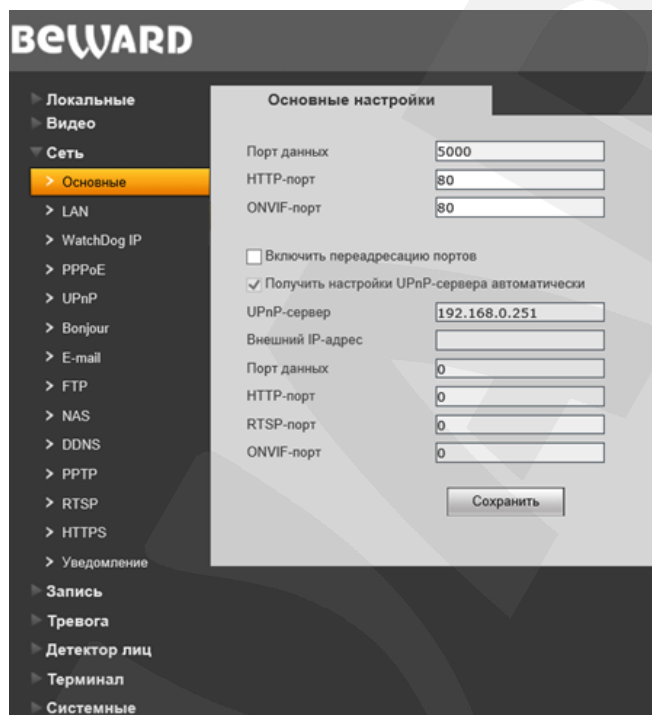 BEWARD
Локальные
Видео
Сеть
Основные
LAN
WatchDog IP
PPPoE
UPnP
Bonjour
E-mail
FTP
NAS
DDNS
PPTP
RTSP
HTTPS
Уведомление
Запись
Тревога
Детектор лиц
Терминал
Системные
Основные настройки
Порт данных 5000
HTTP-порт 80
ONVIF-порт 80
Включить переадресацию портов
Получить настройки UPnP-сервера автоматически
UPnP-сервер 192.168.0.251
Внешний IP-адрес
Порт данных 0
HTTP-порт 0
RTSP-порт 0
ONVIF-порт 0
Сохранить